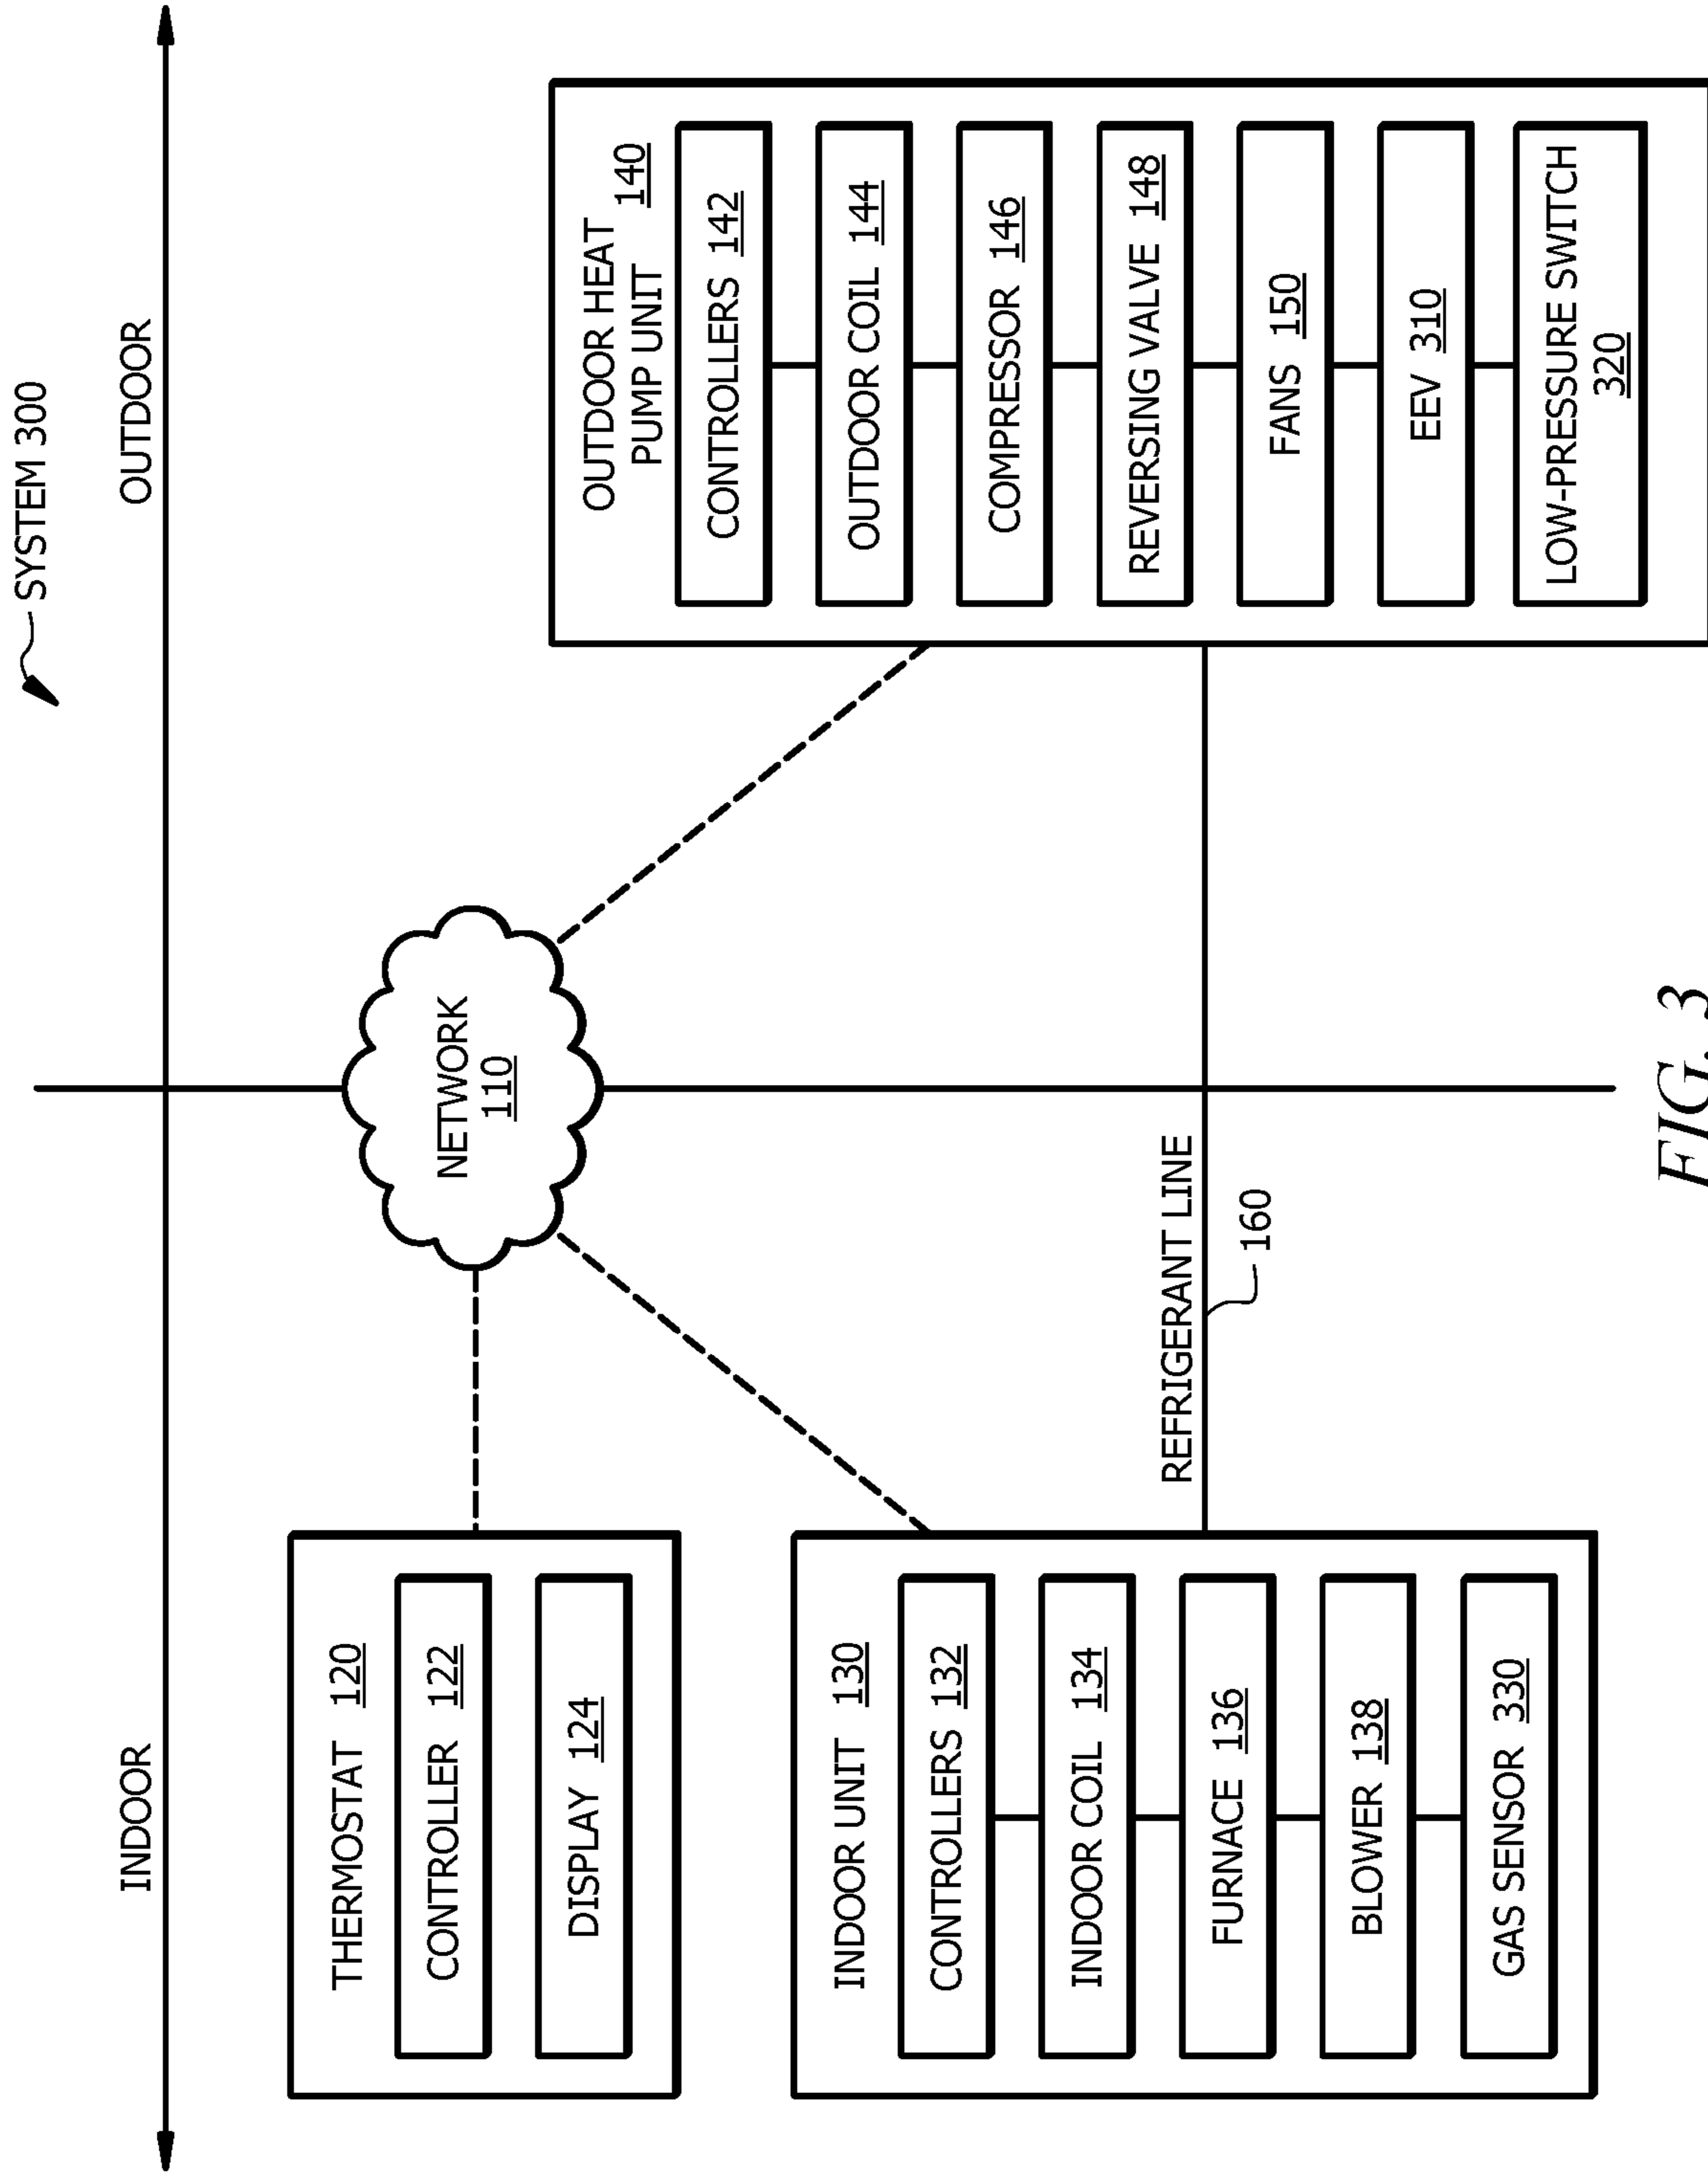 SYSTEM 300
INDOOR
OUTDOOR
THERMOSTAT 120
CONTROLLER 122
DISPLAY 124
NETWORK
110
INDOOR UNIT 130
CONTROLLERS 132
INDOOR COIL 134
FURNACE 136
BLOWER 138
GAS SENSOR 330
REFRIGERANT LINE
160
OUTDOOR HEAT
PUMP UNIT 140
CONTROLLERS 142
OUTDOOR COIL 144
COMPRESSOR 146
REVERSING VALVE 148
FANS 150
EEV 310
LOW-PRESSURE SWITCH
320
FIG. 3